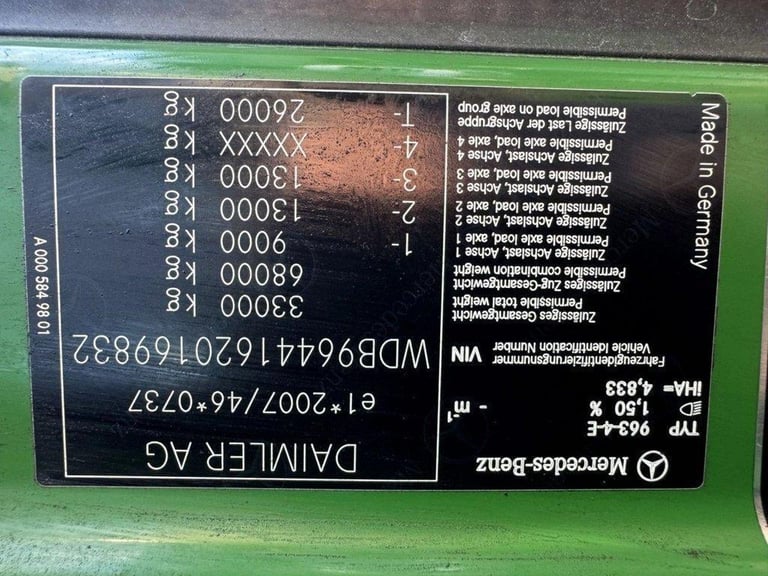 Mercedes-Benz
TYP 963-4-E
1,50 % - m⁻¹
iHA= 4,833
DAIMLER AG
e1*2007/46*0737
Fahrzeugidentifizierungsnummer
Vehicle Identification Number
VIN WDB96441620169832
Zulässiges Gesamtgewicht
Permissible total weight
33000 kg
Zulässiges Zug-Gesamtgewicht
Permissible combination weight
68000 kg
Zulässige Achslast, Achse 1
Permissible axle load, axle 1
1- 9000 kg
Zulässige Achslast, Achse 2
Permissible axle load, axle 2
2- 13000 kg
Zulässige Achslast, Achse 3
Permissible axle load, axle 3
3- 13000 kg
Zulässige Achslast, Achse 4
Permissible axle load, axle 4
4- XXXXX kg
Zulässige Last der Achsgruppe
Permissible load on axle group
T- 26000 kg
Made in Germany
A 000 584 98 01